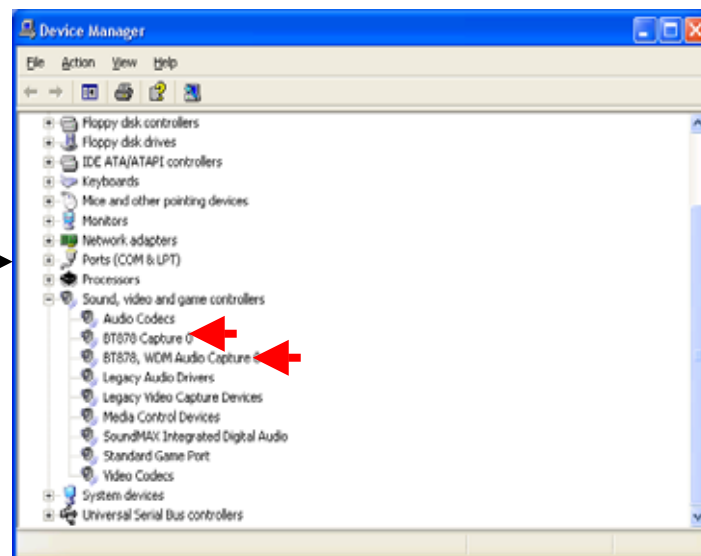 Device Manager
File Action View Help
Floppy disk controllers
Floppy disk drives
IDE ATA/ATAPI controllers
Keyboards
Mice and other pointing devices
Monitors
Network adapters
Ports (COM & LPT)
Processors
Sound, video and game controllers
Audio Codecs
BT878 Capture 0
BT878, WDM Audio Capture
Legacy Audio Drivers
Legacy Video Capture Devices
Media Control Devices
SoundMAX Integrated Digital Audio
Standard Game Port
Video Codecs
System devices
Universal Serial Bus controllers